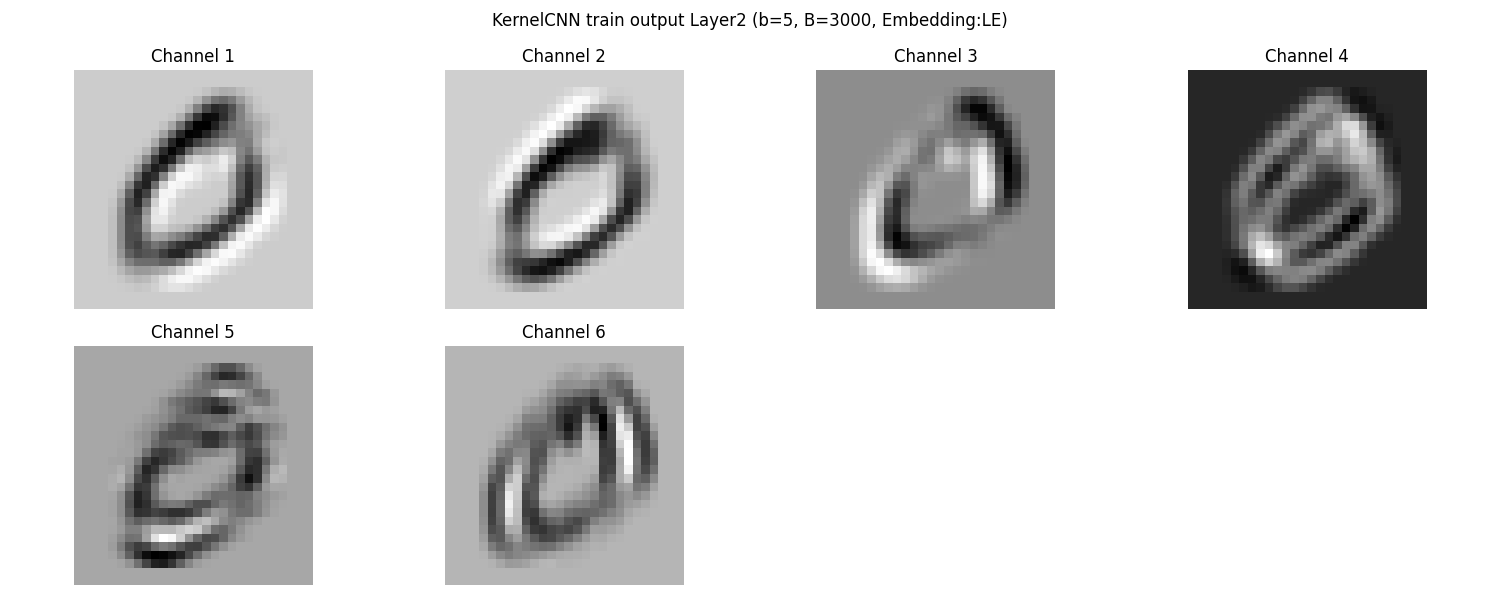 KernelCNN train output Layer2 (b=5, B=3000, Embedding:LE)
Channel 1
Channel 2
Channel 3
Channel 4
Channel 5
Channel 6